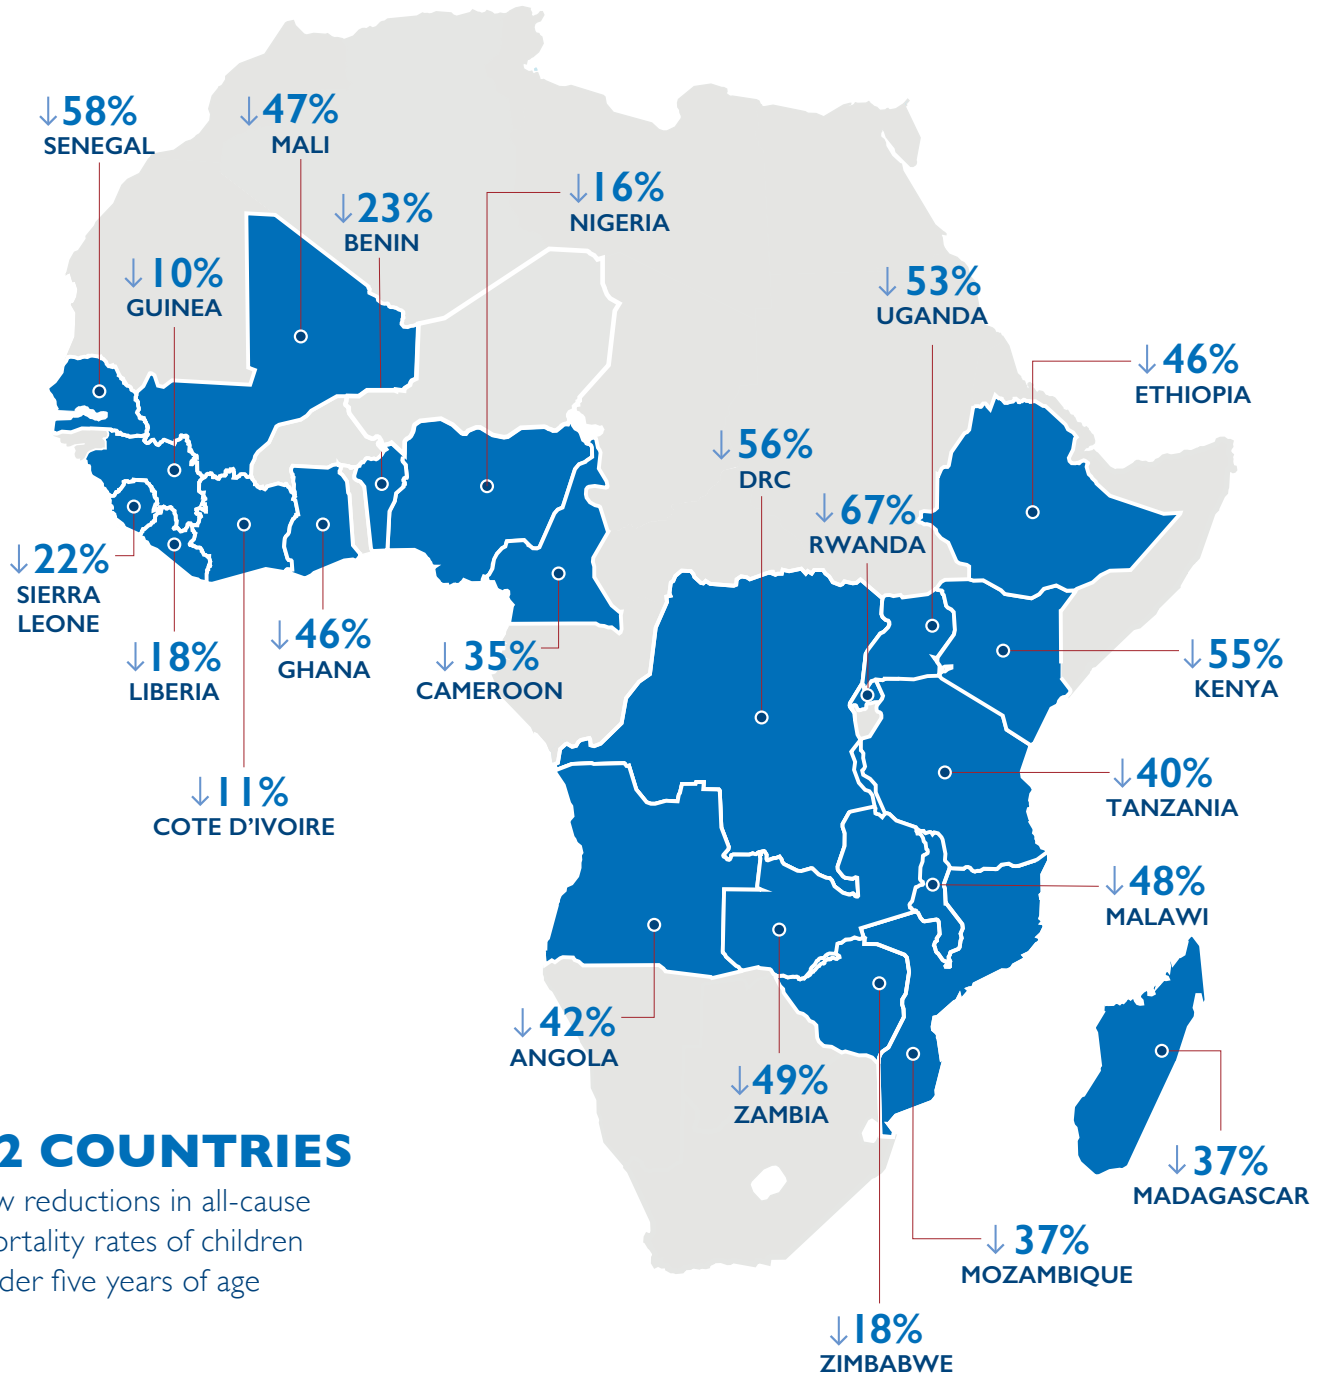 ↓58%
SENEGAL
↓47%
MALI
↓16%
NIGERIA
↓23%
BENIN
↓10%
GUINEA
↓53%
UGANDA
↓46%
ETHIOPIA
↓56%
DRC
↓67%
RWANDA
↓22%
SIERRA
LEONE
↓18%
LIBERIA
↓46%
GHANA
↓35%
CAMEROON
↓55%
KENYA
↓11%
COTE D’IVOIRE
↓40%
TANZANIA
↓48%
MALAWI
↓42%
ANGOLA
↓49%
ZAMBIA
↓37%
MADAGASCAR
↓37%
MOZAMBIQUE
↓18%
ZIMBABWE
2 COUNTRIES
reductions in all-cause
rates of children
five years of age